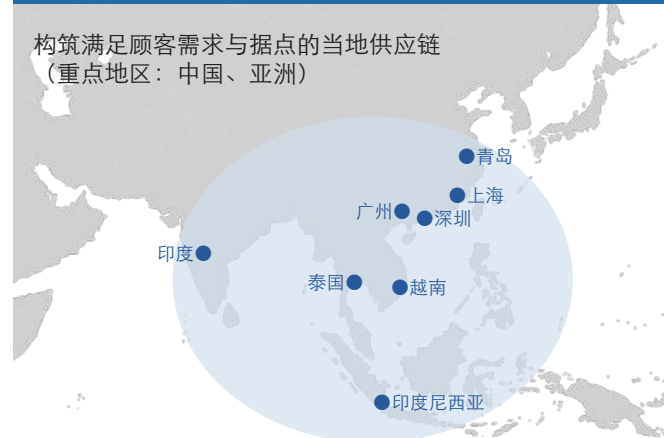 构筑满足顾客需求与据点的当地供应链
（重点地区：中国、亚洲）
青岛
上海
广州
深圳
印度
泰国
越南
印度尼西亚